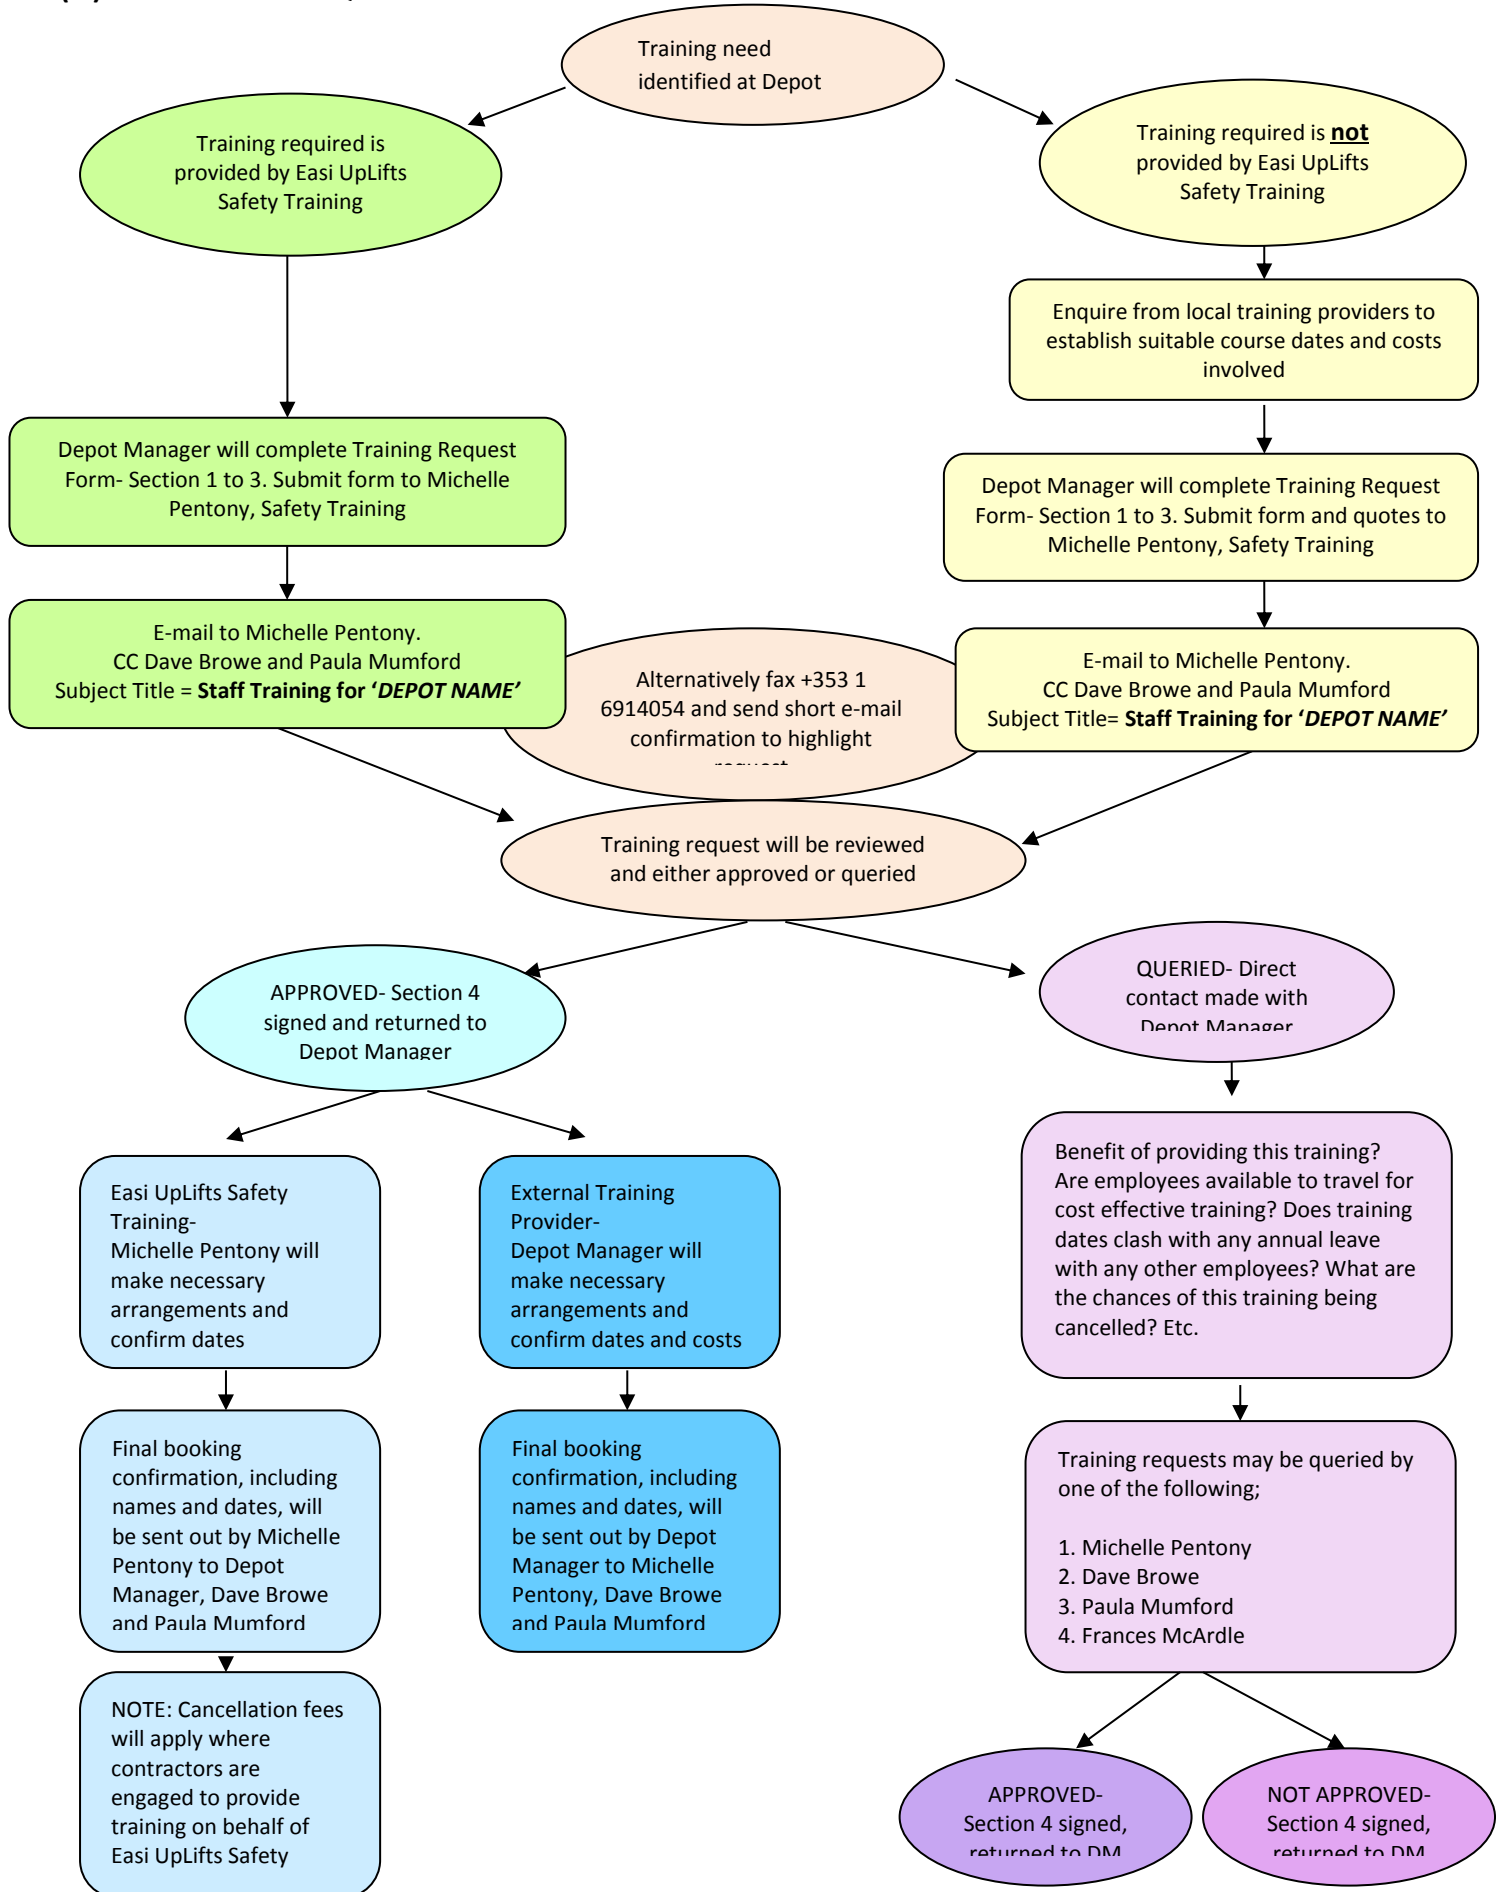 Training need
identified at Depot
Training required is
provided by Easi UpLifts
Safety Training
Training required is not
provided by Easi UpLifts
Safety Training
Enquire from local training providers to
establish suitable course dates and costs
involved
Depot Manager will complete Training Request
Form- Section 1 to 3. Submit form to Michelle
Pentony, Safety Training
Depot Manager will complete Training Request
Form- Section 1 to 3. Submit form and quotes to
Michelle Pentony, Safety Training
E-mail to Michelle Pentony.
CC Dave Browe and Paula Mumford
Subject Title = Staff Training for ‘DEPOT NAME’
Alternatively fax +353 1
6914054 and send short e-mail
confirmation to highlight
request
E-mail to Michelle Pentony.
CC Dave Browe and Paula Mumford
Subject Title= Staff Training for ‘DEPOT NAME’
Training request will be reviewed
and either approved or queried
APPROVED- Section 4
signed and returned to
Depot Manager
QUERIED- Direct
contact made with
Depot Manager
Easi UpLifts Safety
Training-
Michelle Pentony will
make necessary
arrangements and
confirm dates
External Training
Provider-
Depot Manager will
make necessary
arrangements and
confirm dates and costs
Benefit of providing this training?
Are employees available to travel for
cost effective training? Does training
dates clash with any annual leave
with any other employees? What are
the chances of this training being
cancelled? Etc.
Final booking
confirmation, including
names and dates, will
be sent out by Michelle
Pentony to Depot
Manager, Dave Browe
and Paula Mumford
Final booking
confirmation, including
names and dates, will
be sent out by Depot
Manager to Michelle
Pentony, Dave Browe
and Paula Mumford
Training requests may be queried by
one of the following;
1. Michelle Pentony
2. Dave Browe
3. Paula Mumford
4. Frances McArdle
NOTE: Cancellation fees
will apply where
contractors are
engaged to provide
training on behalf of
Easi UpLifts Safety
APPROVED-
Section 4 signed,
returned to DM
NOT APPROVED-
Section 4 signed,
returned to DM